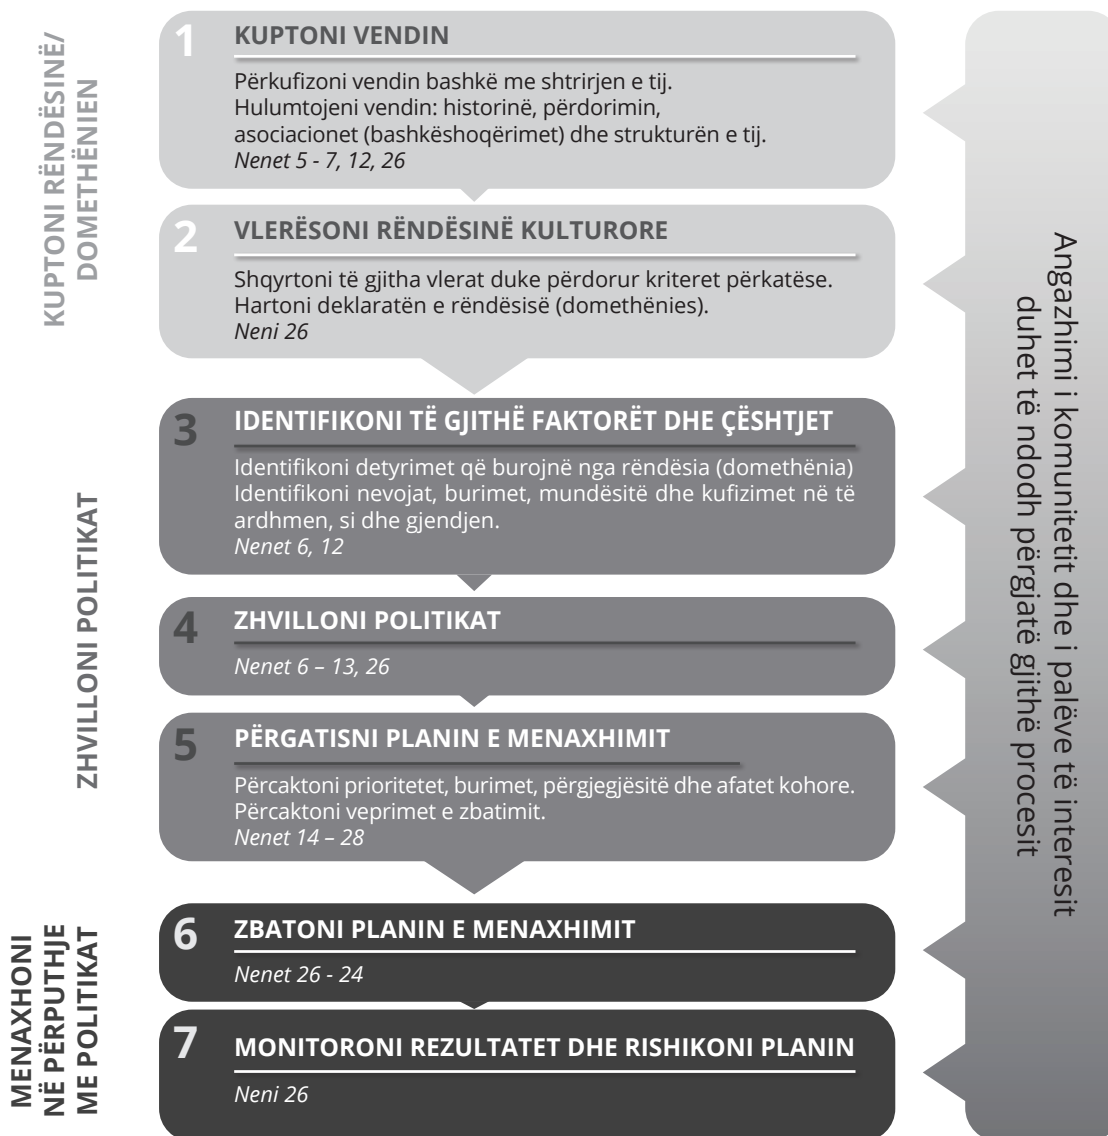 KUPTONI RËNDËSINË/
DOMETHËNIEN
1
KUPTONI VENDIN
Përkufizoni vendin bashkë me shtrirjen e tij.
Hulumtojeni vendin: historinë, përdorimin,
asociacionet (bashkëshoqërimet) dhe strukturën e tij.
Nenet 5 - 7, 12, 26
2
VLERËSONI RËNDËSINË KULTURORE
Shqyrtoni të gjitha vlerat duke përdorur kriteret përkatëse.
Hartoni deklaratën e rëndësisë (domethënies).
Neni 26
ZHVILLONI POLITIKAT
3
IDENTIFIKONI TË GJITHË FAKTORËT DHE ÇËSHTJET
Identifikoni detyrimet që burojnë nga rëndësia (domethënia)
Identifikoni nevojat, burimet, mundësitë dhe kufizimet në të
ardhmen, si dhe gjendjen.
Nenet 6, 12
4
ZHVILLONI POLITIKAT
Nenet 6 – 13, 26
5
PËRGATISNI PLANIN E MENAXHIMIT
Përcaktoni prioritetet, burimet, përgjegjësitë dhe afatet kohore.
Përcaktoni veprimet e zbatimit.
Nenet 14 – 28
MENAXHONI
NË PËRPUTHJE
ME POLITIKAT
6
ZBATONI PLANIN E MENAXHIMIT
Nenet 26 - 24
7
MONITORONI REZULTATET DHE RISHIKONI PLANIN
Neni 26
Angazhimi i komunitetit dhe i palëve të interesit
duhet të ndodh përgjatë gjithë procesit